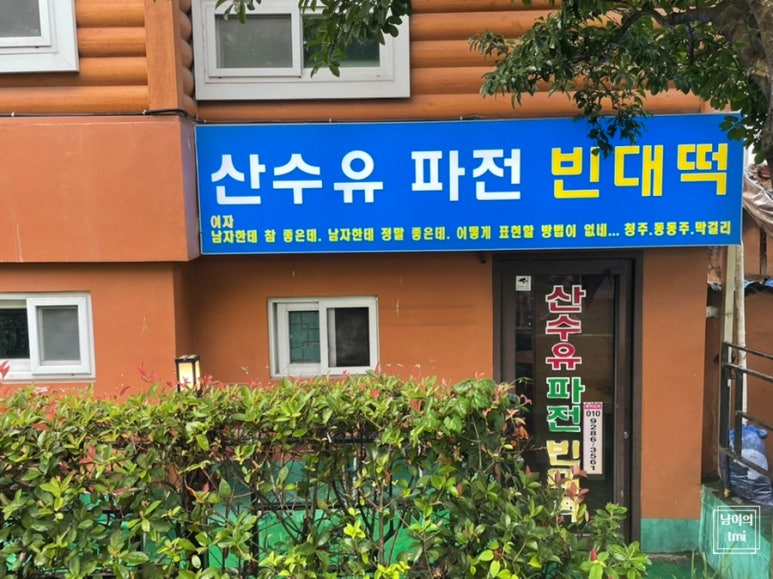 산수유 파전 빈대떡
여자
남자한테 참 좋은데. 남자한테 정말 좋은데. 어떻게 표현할 방법이 없네... 청주.동동주.막걸리
산수유 파전 빈대떡
010
9286-3561
남이의
tmi